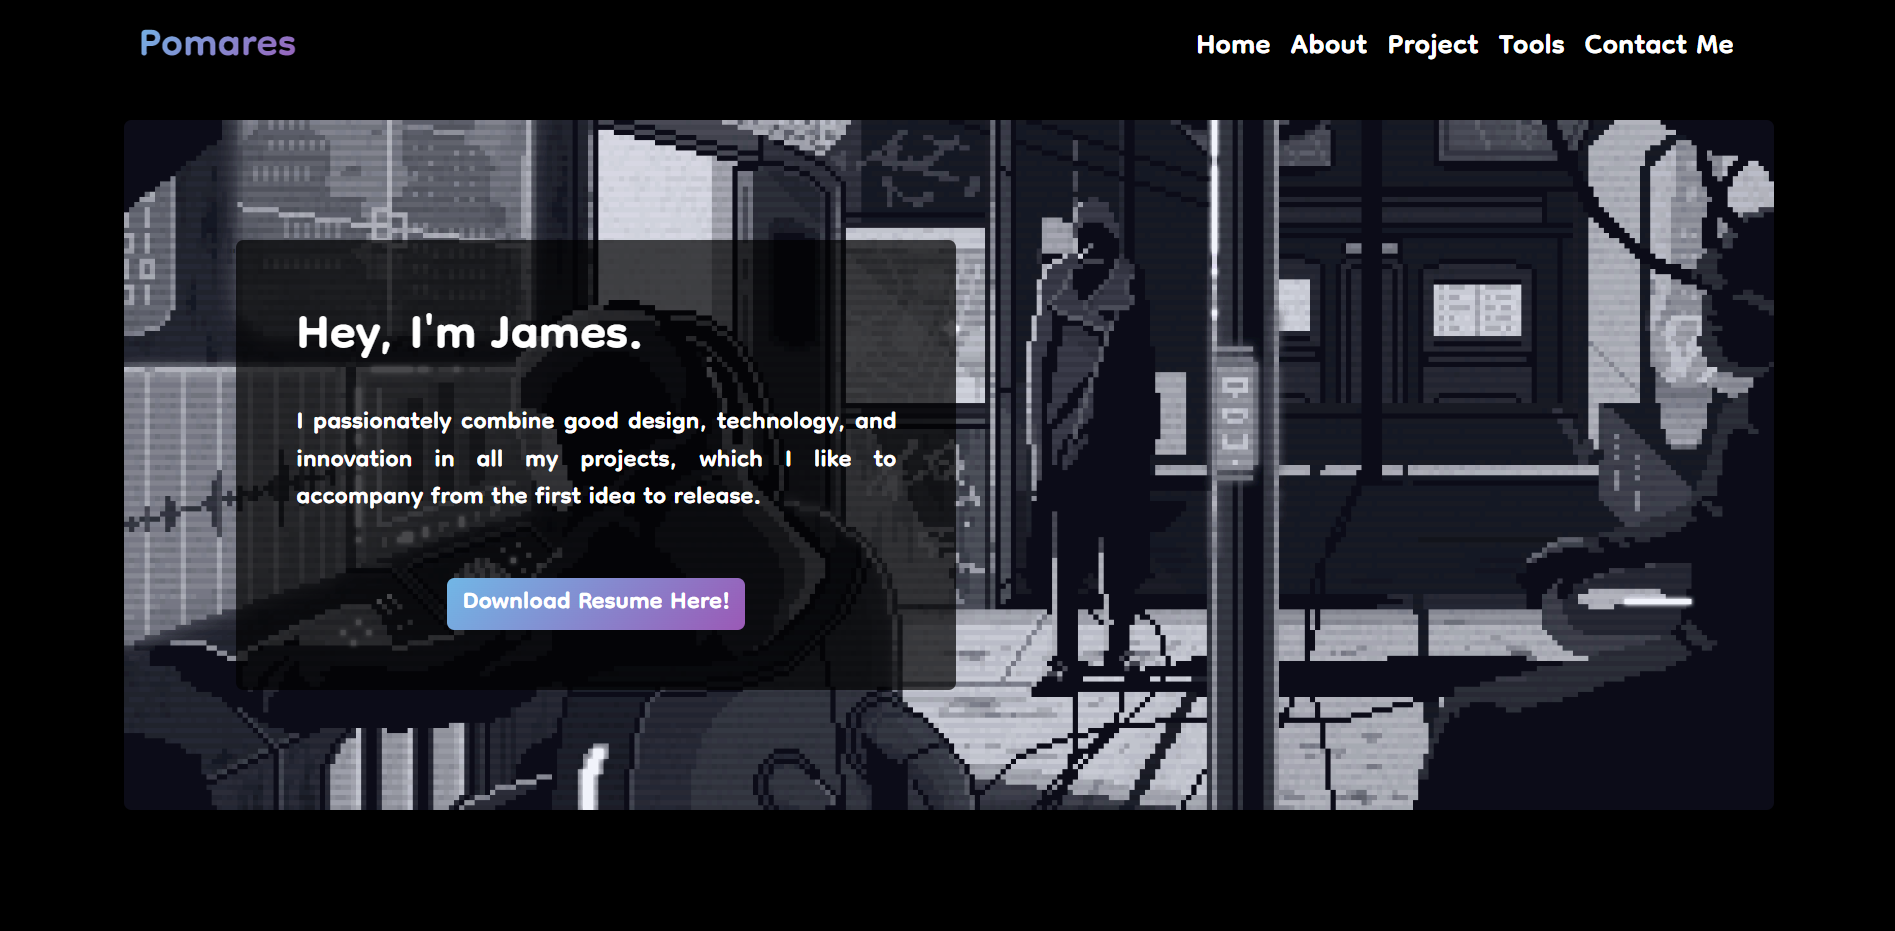 Pomares
Home About Project Tools Contact Me
Hey, I'm James.
I passionately combine good design, technology, and
innovation in all my projects, which I like to
accompany from the first idea to release.
Download Resume Here!